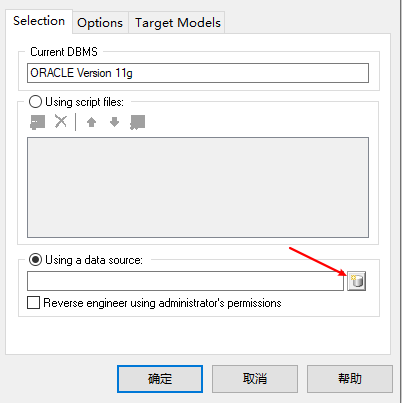 Selection Options Target Models
Current DBMS
ORACLE Version 11g
Using script files:
Using a data source:
Reverse engineer using administrator's permissions
确定 取消 帮助